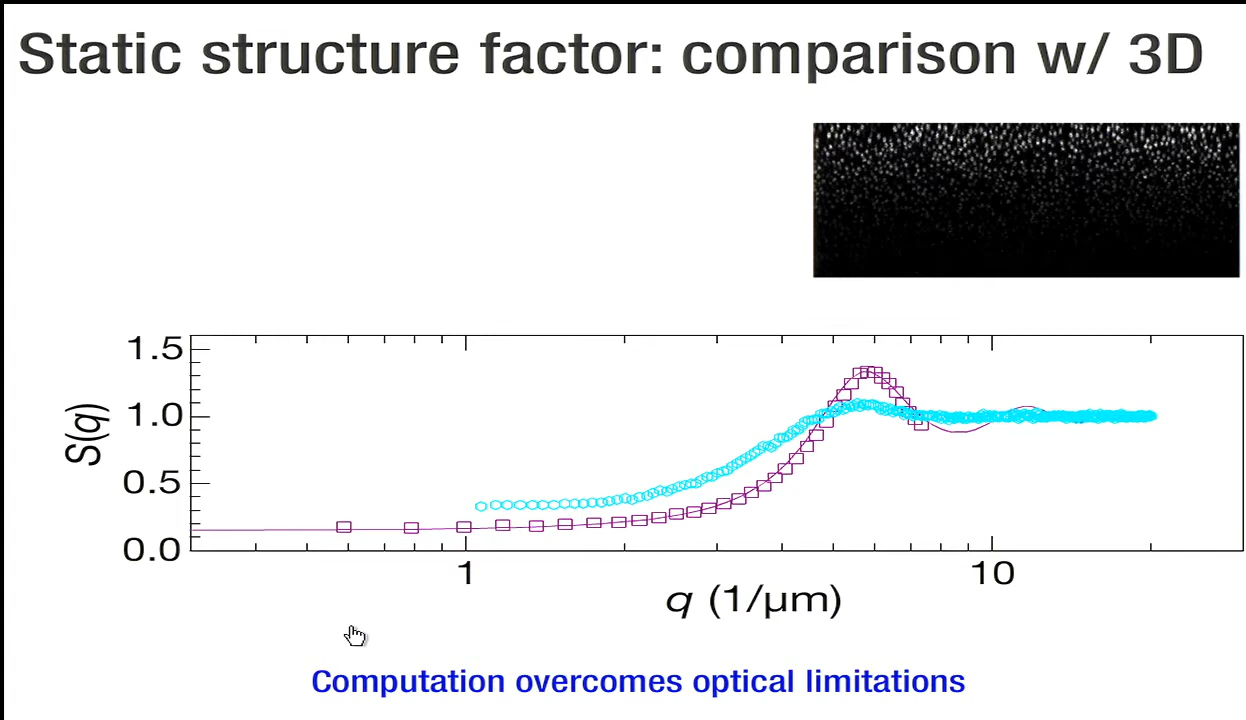 Static structure factor: comparison w/ 3D
1.5
1.0
0.5
0.0
S(q)
1
10
q (1/μm)
Computation overcomes optical limitations